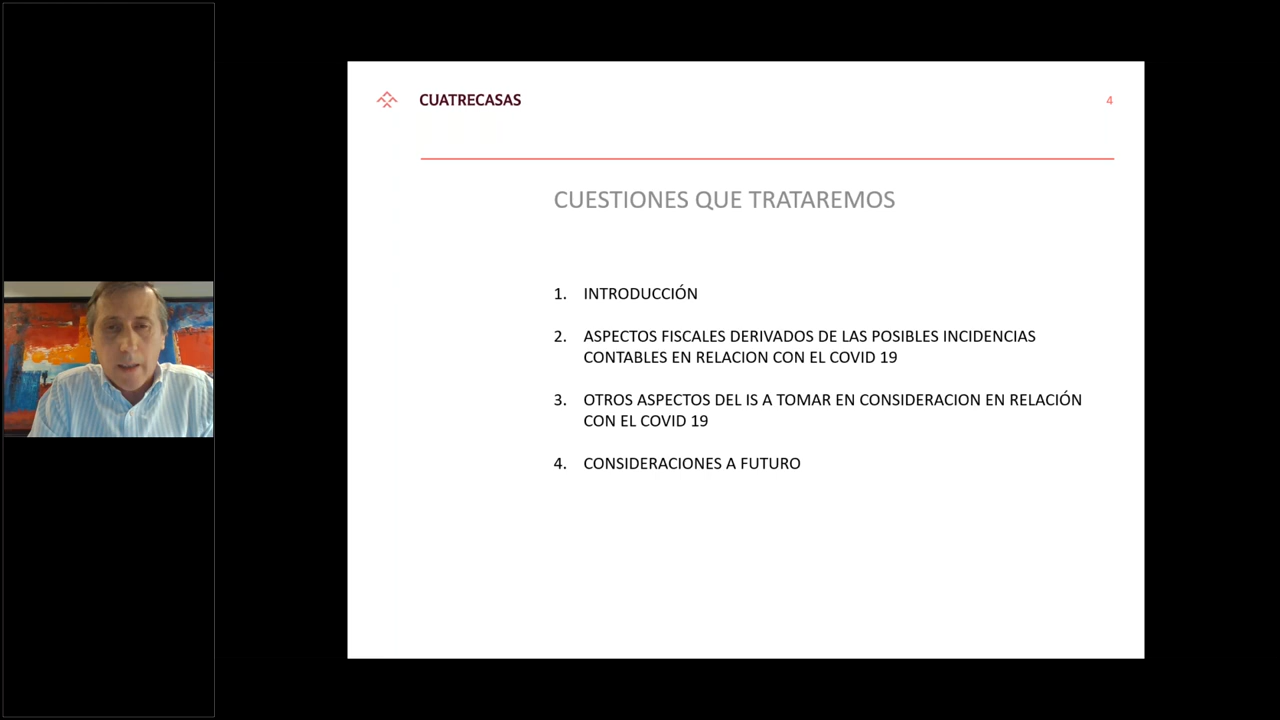 CUATRECASAS
4
CUESTIONES QUE TRATAREMOS
1. INTRODUCCIÓN
2. ASPECTOS FISCALES DERIVADOS DE LAS POSIBLES INCIDENCIAS
CONTABLES EN RELACION CON EL COVID 19
3. OTROS ASPECTOS DEL IS A TOMAR EN CONSIDERACION EN RELACIÓN
CON EL COVID 19
4. CONSIDERACIONES A FUTURO